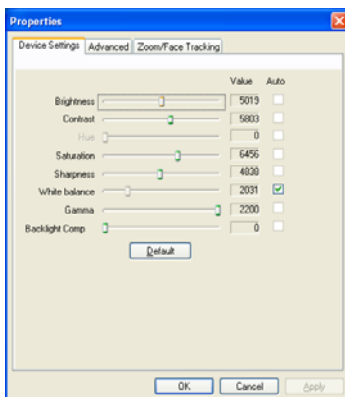 Properties
Device Settings Advanced Zoom/Face Tracking
Value Auto
Brightness 5019
Contrast 5803
Hue 0
Saturation 6456
Sharpness 4838
White balance 2031
Gamma 2200
Backlight Comp 0
Default
OK Cancel Apply